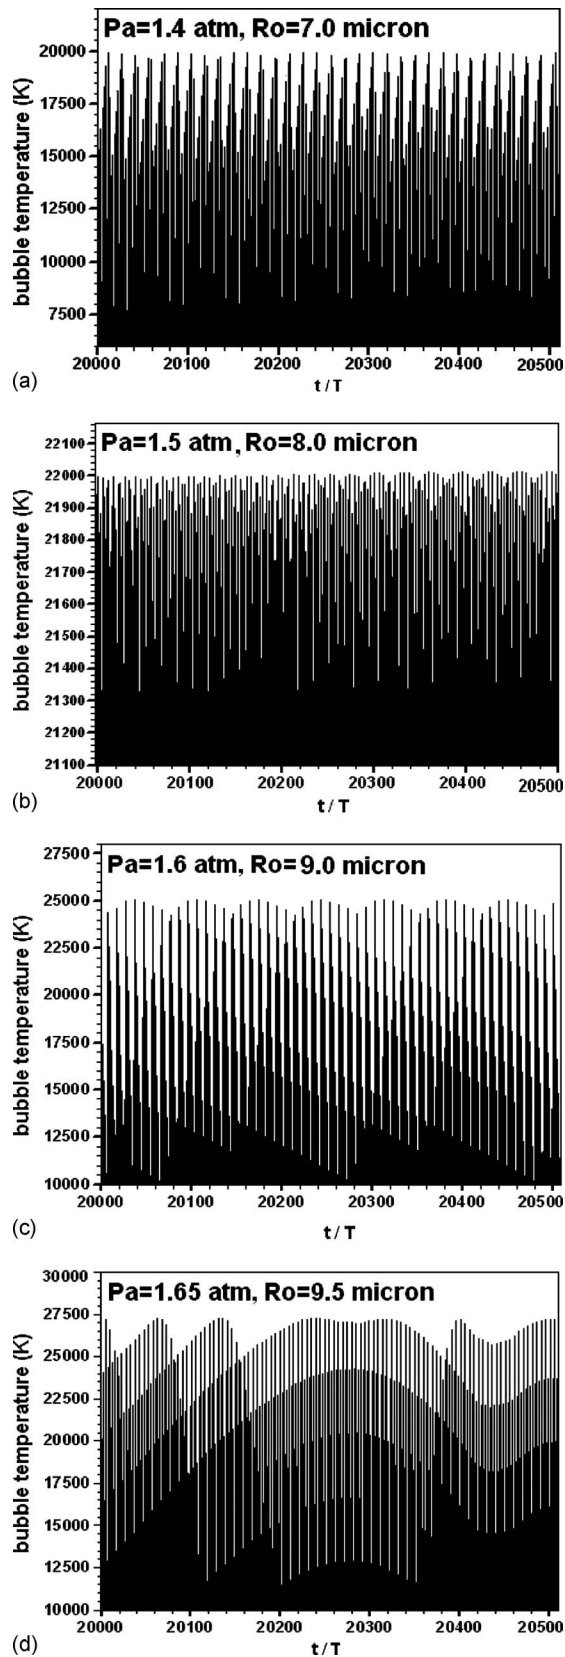 Pa=1.4 atm, Ro=7.0 micron
20000
17500
15000
12500
10000
7500
bubble temperature (K)
20000 20100 20200 20300 20400 20500
t / T
(a)
Pa=1.5 atm, Ro=8.0 micron
22100
22000
21900
21800
21700
21600
21500
21400
21300
21200
21100
bubble temperature (K)
20000 20100 20200 20300 20400 20500
t / T
(b)
27500
Pa=1.6 atm, Ro=9.0 micron
25000
22500
20000
17500
15000
12500
10000
bubble temperature (K)
20000 20100 20200 20300 20400 20500
t / T
(c)
30000
Pa=1.65 atm, Ro=9.5 micron
27500
25000
22500
20000
17500
15000
12500
10000
bubble temperature (K)
20000 20100 20200 20300 20400 20500
t / T
(d)